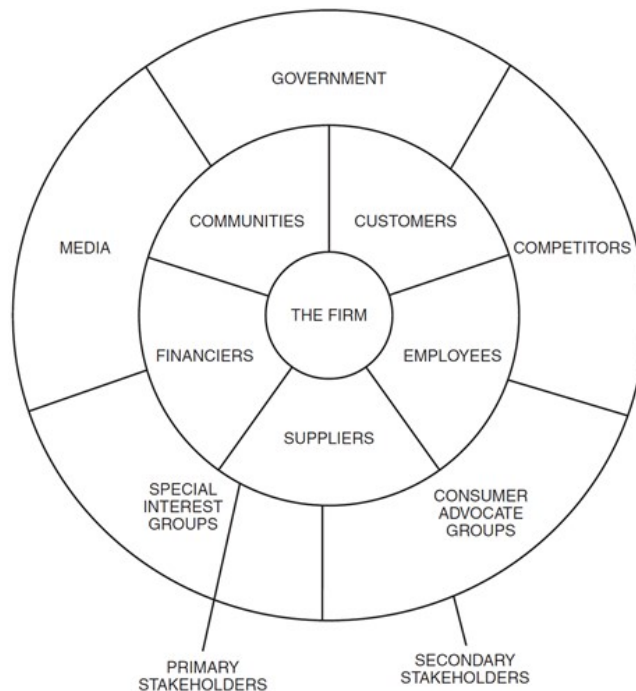 GOVERNMENT
COMMUNITIES
CUSTOMERS
MEDIA
COMPETITORS
THE FIRM
FINANCIERS
EMPLOYEES
SUPPLIERS
SPECIAL
INTEREST
GROUPS
CONSUMER
ADVOCATE
GROUPS
PRIMARY
STAKEHOLDERS
SECONDARY
STAKEHOLDERS